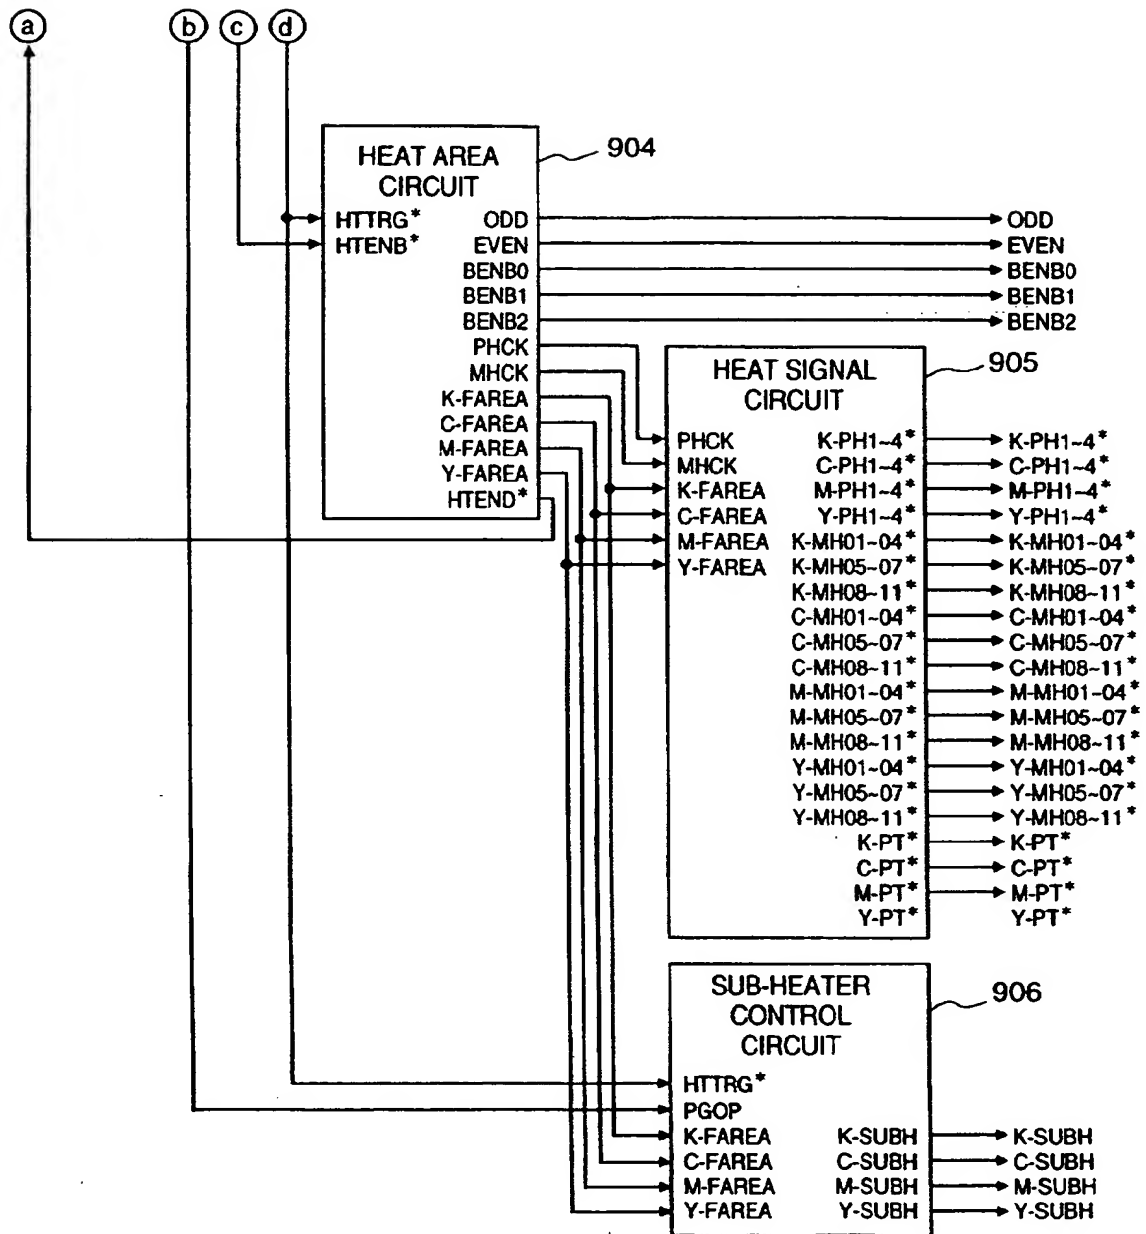 a b c d
HEAT AREA
CIRCUIT
904
HTTRG* ODD ODD
HTENB* EVEN EVEN
BENB0 BENB0
BENB1 BENB1
BENB2 BENB2
PHCK
MHCK
K-FAREA
C-FAREA
M-FAREA
Y-FAREA
HTEND*
HEAT SIGNAL
CIRCUIT
905
PHCK K-PH1~4* K-PH1~4*
MHCK C-PH1~4* C-PH1~4*
K-FAREA M-PH1~4* M-PH1~4*
C-FAREA Y-PH1~4* Y-PH1~4*
M-FAREA K-MH01~04* K-MH01~04*
Y-FAREA K-MH05~07* K-MH05~07*
K-MH08~11* K-MH08~11*
C-MH01~04* C-MH01~04*
C-MH05~07* C-MH05~07*
C-MH08~11* C-MH08~11*
M-MH01~04* M-MH01~04*
M-MH05~07* M-MH05~07*
M-MH08~11* M-MH08~11*
Y-MH01~04* Y-MH01~04*
Y-MH05~07* Y-MH05~07*
Y-MH08~11* Y-MH08~11*
K-PT* K-PT*
C-PT* C-PT*
M-PT* M-PT*
Y-PT* Y-PT*
SUB-HEATER
CONTROL
CIRCUIT
906
HTTRG*
PGOP
K-FAREA K-SUBH K-SUBH
C-FAREA C-SUBH C-SUBH
M-FAREA M-SUBH M-SUBH
Y-FAREA Y-SUBH Y-SUBH